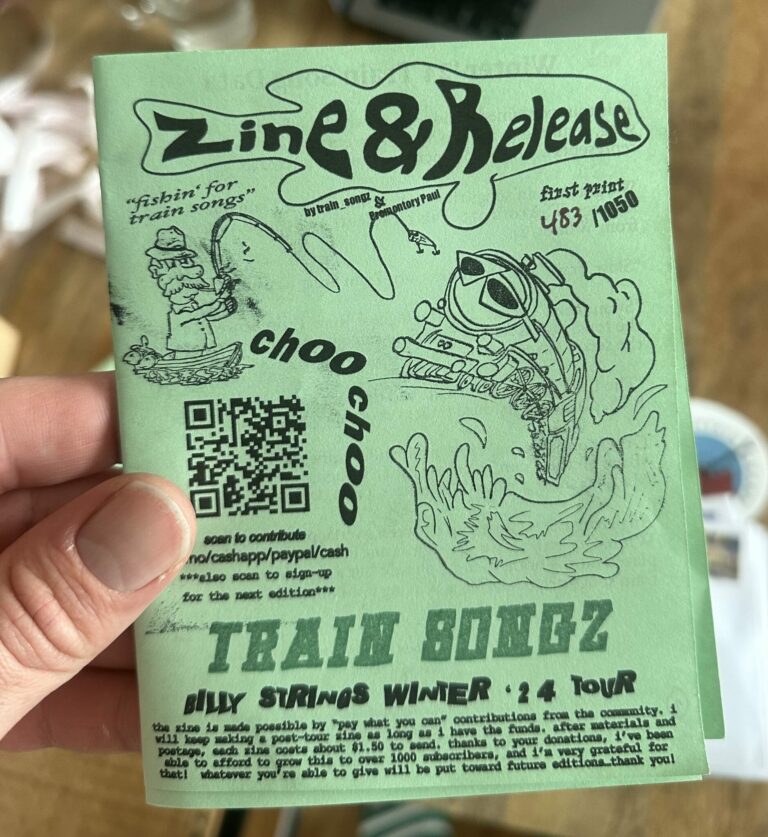 Zine & Release
"fishin' for
train songs"
by train_songz & Eremontory Paul
first print
483 /1050
choo
choo
scan to contribute
no/cashapp/paypal/cash
***also scan to sign-up
for the next edition***
TRAIN SONGZ
BILLY STRINGS WINTER '24 TOUR
the zine is made possible by "pay what you can" contributions from the community. i
will keep making a post-tour zine as long as i have the funds. after materials and
postage, each zine costs about $1.50 to send. thanks to your donations, i've been
able to afford to grow this to over 1000 subscribers, and i'm very grateful for
that! whatever you're able to give will be put toward future editions…thank you!